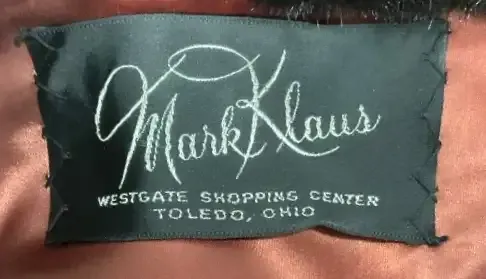 Mark Klaus
WESTGATE SHOPPING CENTER
TOLEDO, OHIO